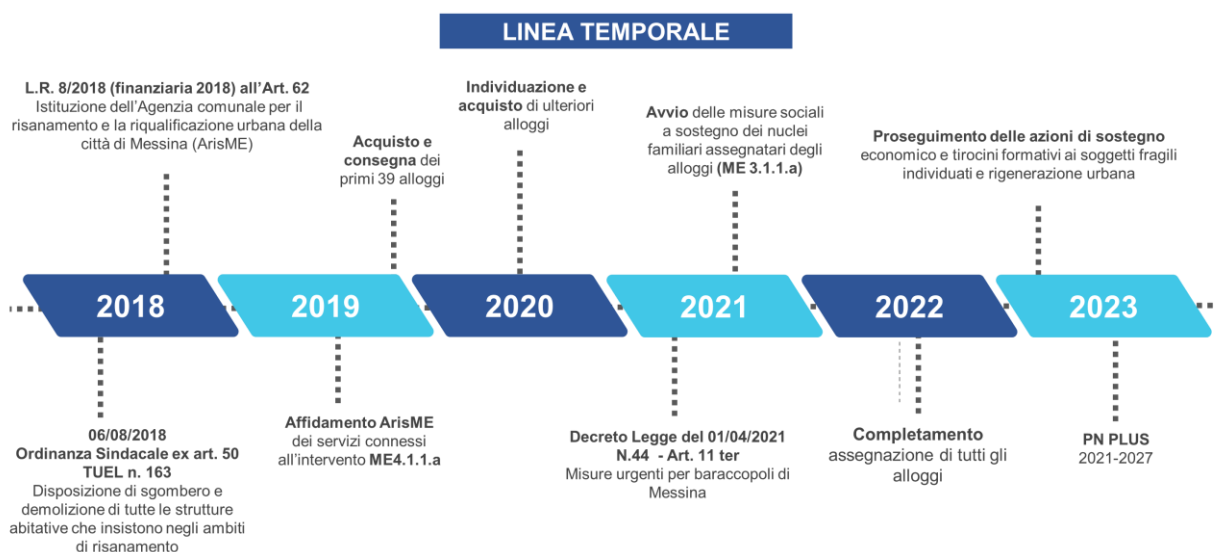 LINEA TEMPORALE
L.R. 8/2018 (finanziaria 2018) all'Art. 62
Istituzione dell'Agenzia comunale per il
risanamento e la riqualificazione urbana della
città di Messina (ArisME)
Acquisto e
consegna dei
primi 39 alloggi
Individuazione e
acquisto di ulteriori
alloggi
Avvio delle misure sociali
a sostegno dei nuclei
familiari assegnatari degli
alloggi (ME 3.1.1.a)
Proseguimento delle azioni di sostegno
economico e tirocini formativi ai soggetti fragili
individuati e rigenerazione urbana
2018
2019
2020
2021
2022
2023
06/08/2018
Ordinanza Sindacale ex art. 50
TUEL n. 163
Disposizione di sgombero e
demolizione di tutte le strutture
abitative che insistono negli ambiti
di risanamento
Affidamento ArisME
dei servizi connessi
all'intervento ME4.1.1.a
Decreto Legge del 01/04/2021
N.44 - Art. 11 ter
Misure urgenti per baraccopoli di
Messina
Completamento
assegnazione di tutti gli
alloggi
PN PLUS
2021-2027